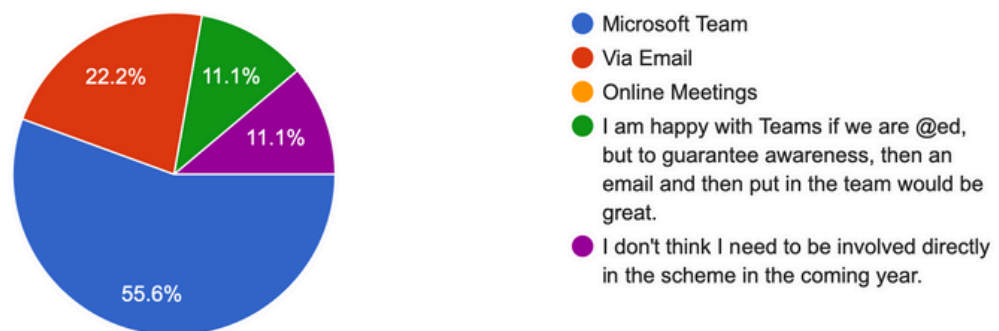 22.2%
11.1%
11.1%
55.6%
Microsoft Team
Via Email
Online Meetings
I am happy with Teams if we are @ed,
but to guarantee awareness, then an
email and then put in the team would be
great.
I don't think I need to be involved directly
in the scheme in the coming year.